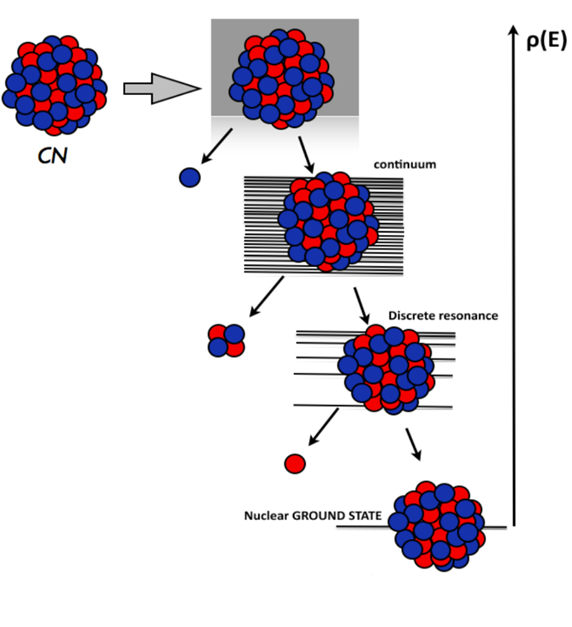 ρ(E)
CN
continuum
Discrete resonance
Nuclear GROUND STATE